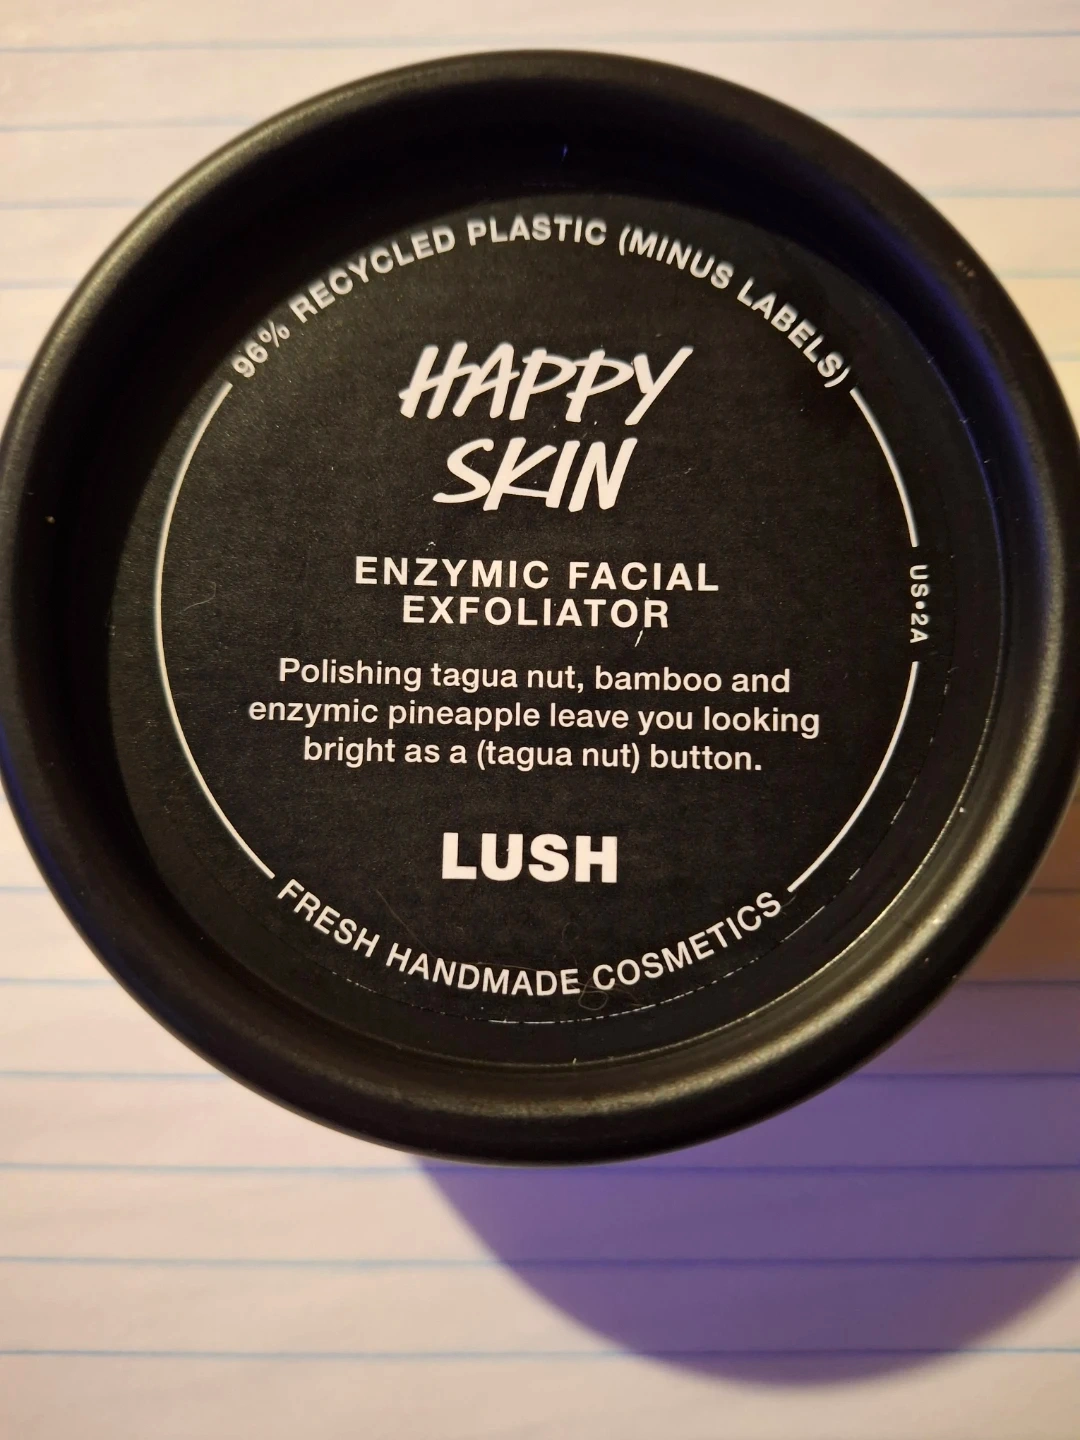 96% RECYCLED PLASTIC (MINUS LABELS)
HAPPY
SKIN
ENZYMIC FACIAL
EXFOLIATOR
US•2A
Polishing tagua nut, bamboo and
enzymic pineapple leave you looking
bright as a (tagua nut) button.
LUSH
FRESH HANDMADE COSMETICS